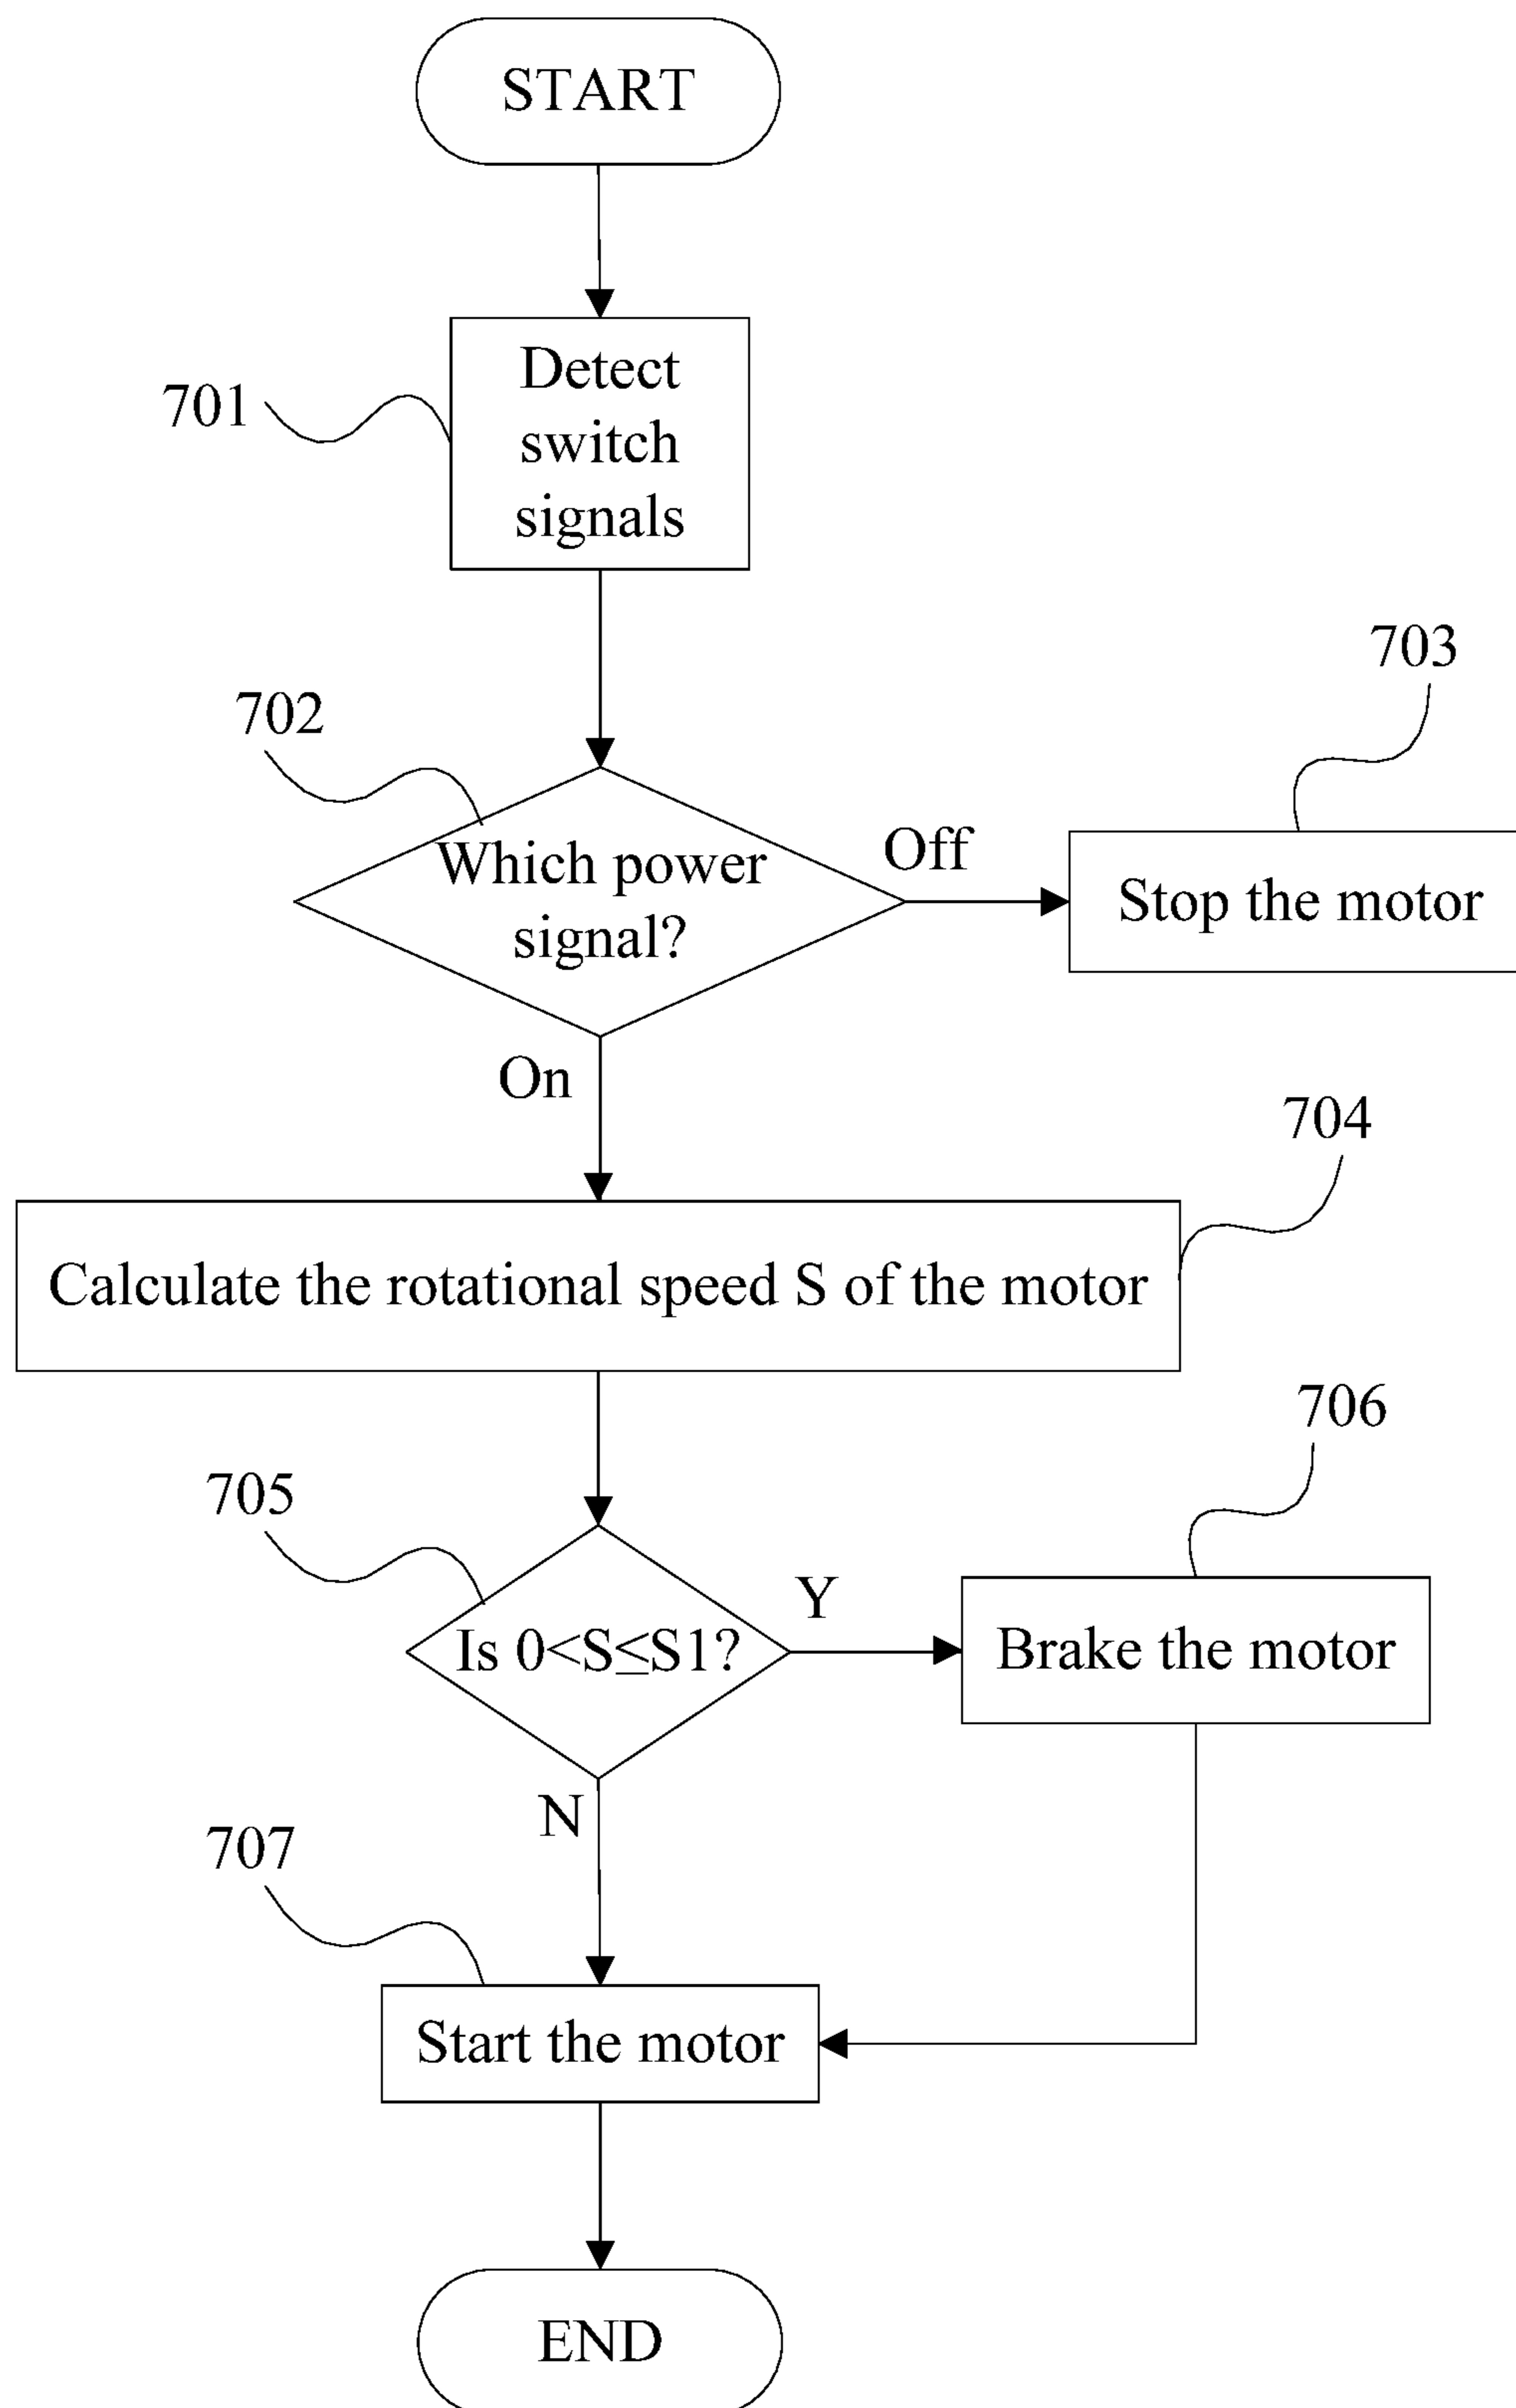 START
701
Detect
switch
signals
703
702
Which power
signal?
Off
Stop the motor
On
704
Calculate the rotational speed S of the motor
706
705
Y
Is 0<S≤S1?
Brake the motor
N
707
Start the motor
END